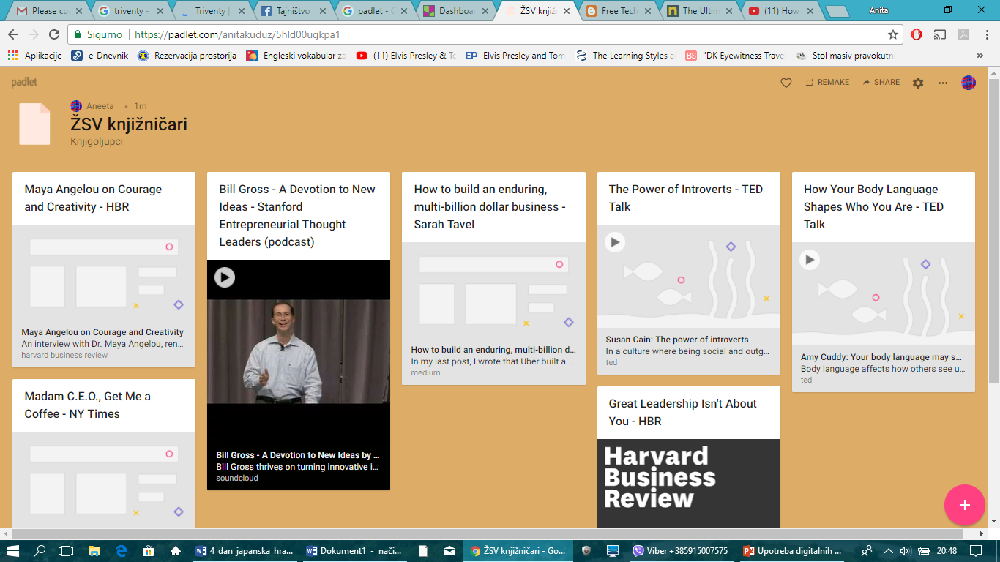 Please co
triventy -
Triventy |
Tajništvo
padlet - G
Dashboar
ŽSV knjiž
Free Tech
The Ultim
(11) How
Anita
Sigurno
https://padlet.com/anitakuduz/5hld00ugkpa1
Aplikacije
e-Dnevnik
Rezervacija prostorija
Engleski vokabular za
(11) Elvis Presley & To
EP
Elvis Presley and Tom
The Learning Styles a
BS
"DK Eyewitness Trave
Stol masiv pravokutn
padlet
REMAKE
SHARE
Aneeta • 1m
ŽSV knjižničari
Knjigoljupci
Maya Angelou on Courage
and Creativity - HBR
Maya Angelou on Courage and Creativity
An interview with Dr. Maya Angelou, ren…
harvard business review
Madam C.E.O., Get Me a
Coffee - NY Times
Bill Gross - A Devotion to New
Ideas - Stanford
Entrepreneurial Thought
Leaders (podcast)
Bill Gross - A Devotion to New Ideas by …
Bill Gross thrives on turning innovative i…
soundcloud
How to build an enduring,
multi-billion dollar business -
Sarah Tavel
How to build an enduring, multi-billion d…
In my last post, I wrote that Uber built a …
medium
The Power of Introverts - TED
Talk
Susan Cain: The power of introverts
In a culture where being social and outg…
ted
Great Leadership Isn't About
You - HBR
Harvard
Business
Review
How Your Body Language
Shapes Who You Are - TED
Talk
Amy Cuddy: Your body language may s…
Body language affects how others see u…
ted
4_dan_japanska_hra...
Dokument1 - nači...
ŽSV knjižničari - Go...
Viber +385915007575
Upotreba digitalnih ...
20:48